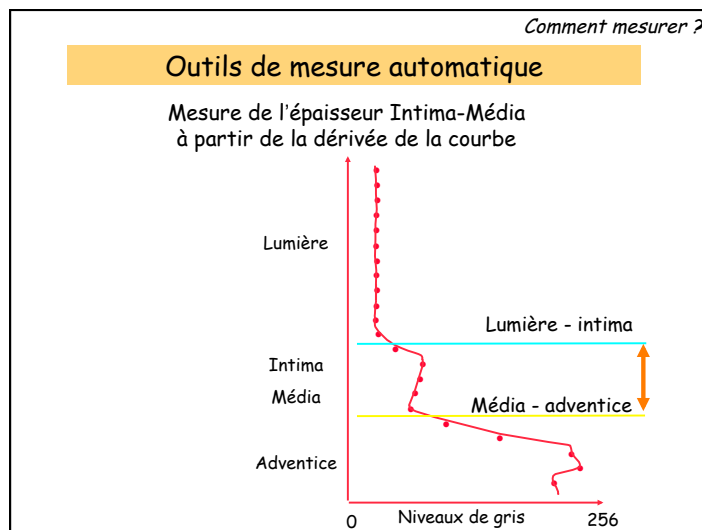 Comment mesurer ?
Outils de mesure automatique
Mesure de l'épaisseur Intima-Média
à partir de la dérivée de la courbe
Lumière
Lumière - intima
Intima
Média
Média - adventice
Adventice
0
Niveaux de gris
256